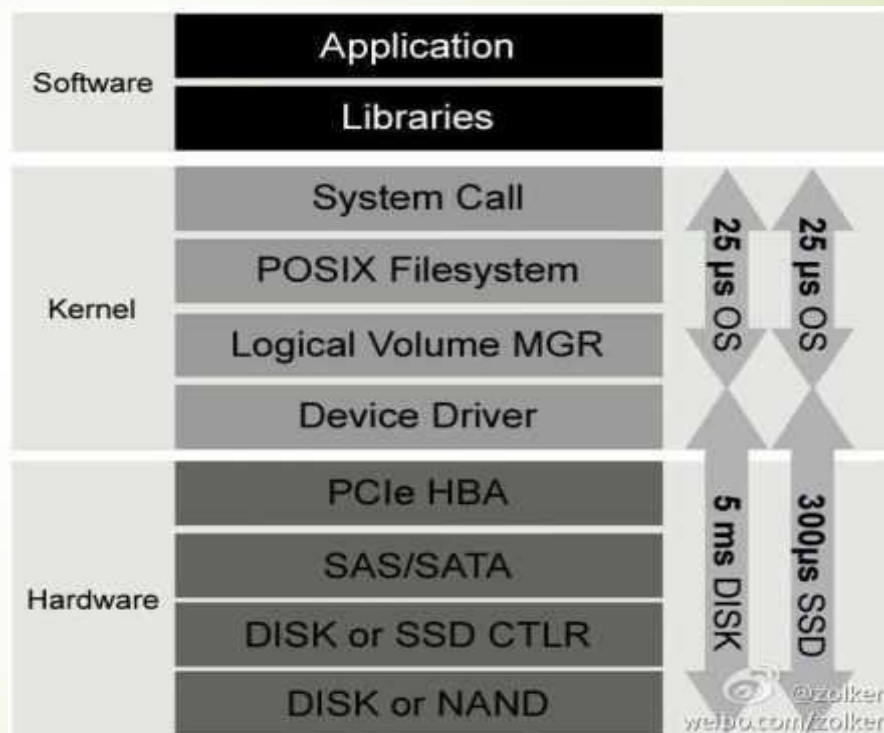 Software
Application
Libraries
Kernel
System Call
POSIX Filesystem
Logical Volume MGR
Device Driver
25 µs OS
25 µs OS
Hardware
PCIe HBA
SAS/SATA
DISK or SSD CTLR
DISK or NAND
5 ms DISK
300µs SSD
@zolker
weibo.com/zolker